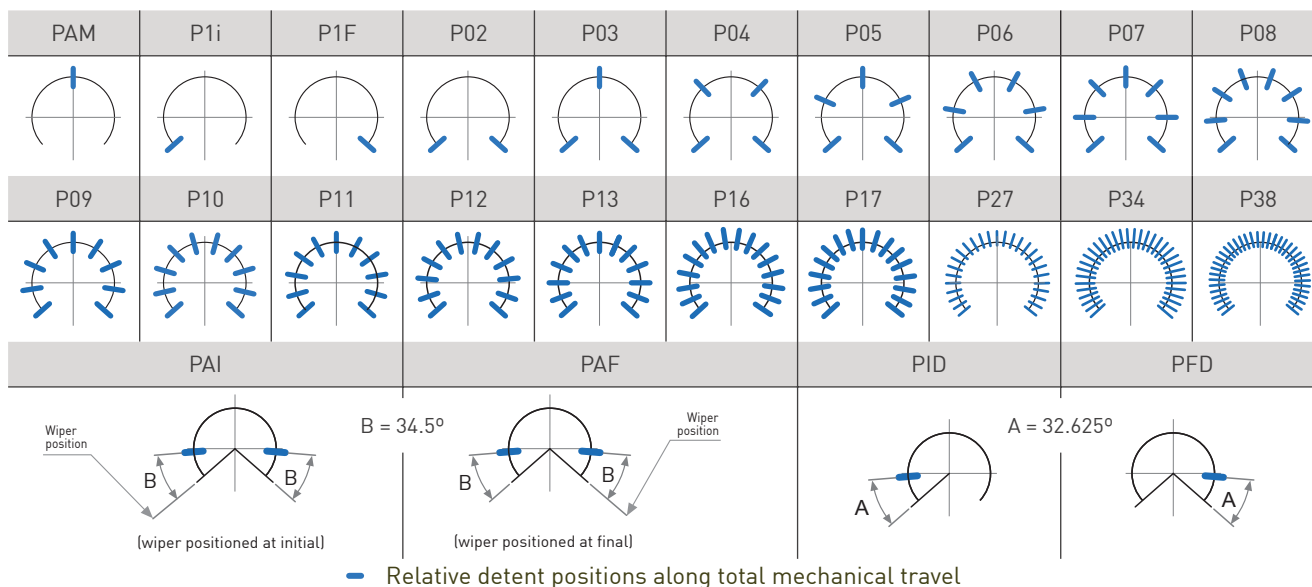 PAM P1i P1F P02 P03 P04 P05 P06 P07 P08
P09 P10 P11 P12 P13 P16 P17 P27 P34 P38
PAI PAF PID PFD
Wiper
position
B = 34.5º
Wiper
position
A = 32.625º
B B B B A A
(wiper positioned at initial) (wiper positioned at final)
Relative detent positions along total mechanical travel